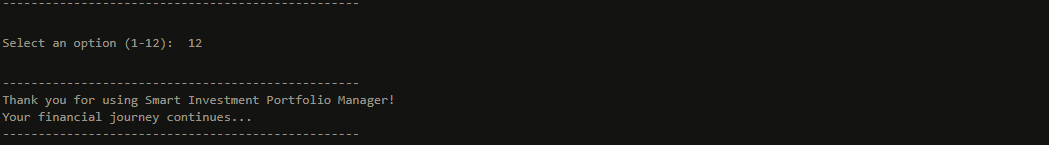 --------------------------------------------------
Select an option (1-12):  12
--------------------------------------------------
Thank you for using Smart Investment Portfolio Manager!
Your financial journey continues...
--------------------------------------------------